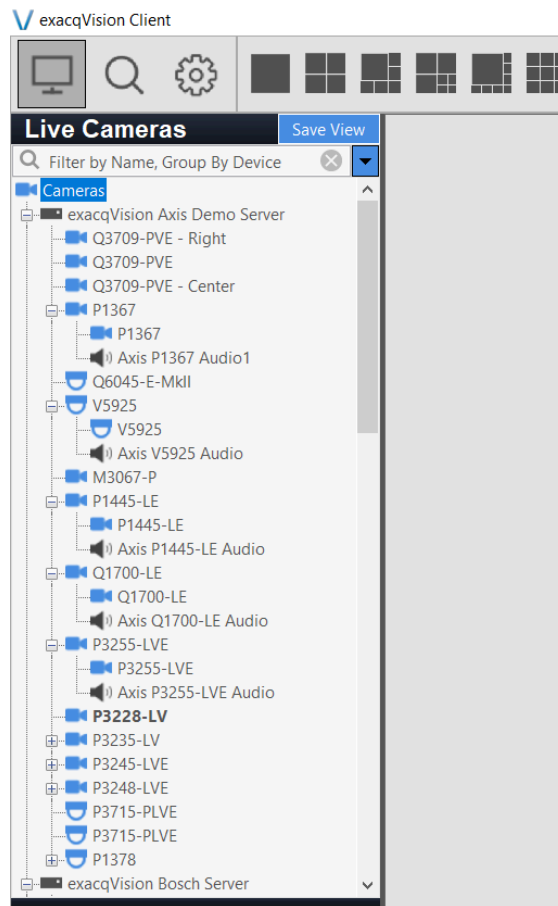 exacqVision Client
Live Cameras Save View
Filter by Name, Group By Device
Cameras
exacqVision Axis Demo Server
Q3709-PVE - Right
Q3709-PVE
Q3709-PVE - Center
P1367
P1367
Axis P1367 Audio1
Q6045-E-MkII
V5925
V5925
Axis V5925 Audio
M3067-P
P1445-LE
P1445-LE
Axis P1445-LE Audio
Q1700-LE
Q1700-LE
Axis Q1700-LE Audio
P3255-LVE
P3255-LVE
Axis P3255-LVE Audio
P3228-LV
P3235-LV
P3245-LVE
P3248-LVE
P3715-PLVE
P3715-PLVE
P1378
exacqVision Bosch Server